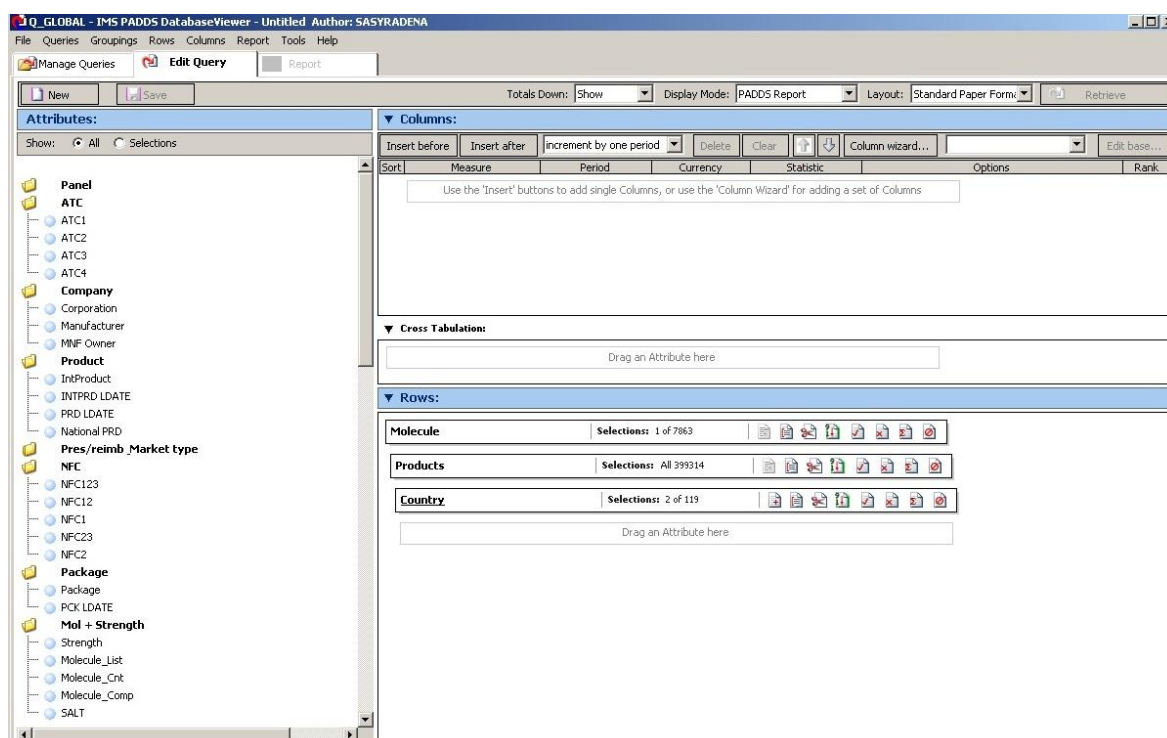 Q_GLOBAL - IMS PADDS DatabaseViewer - Untitled Author: SASYRADENA
File Queries Groupings Rows Columns Report Tools Help
Manage Queries Edit Query Report
New Save Totals Down: Show Display Mode: PADDS Report Layout: Standard Paper Forma Retrieve
Attributes:
Show: All Selections
Panel
ATC
ATC1
ATC2
ATC3
ATC4
Company
Corporation
Manufacturer
MNF Owner
Product
IntProduct
INTPRD LDATE
PRD LDATE
National PRD
Pres/reimb Market type
NFC
NFC123
NFC12
NFC1
NFC23
NFC2
Package
Package
PCK LDATE
Mol + Strength
Strength
Molecule_List
Molecule_Cnt
Molecule_Comp
SALT
Columns:
Insert before Insert after increment by one period Delete Clear Column wizard... Edit base...
Sort Measure Period Currency Statistic Options Rank
Use the 'Insert' buttons to add single Columns, or use the 'Column Wizard' for adding a set of Columns
Cross Tabulation:
Drag an Attribute here
Rows:
Molecule Selections: 1 of 7863
Products Selections: All 399314
Country Selections: 2 of 119
Drag an Attribute here